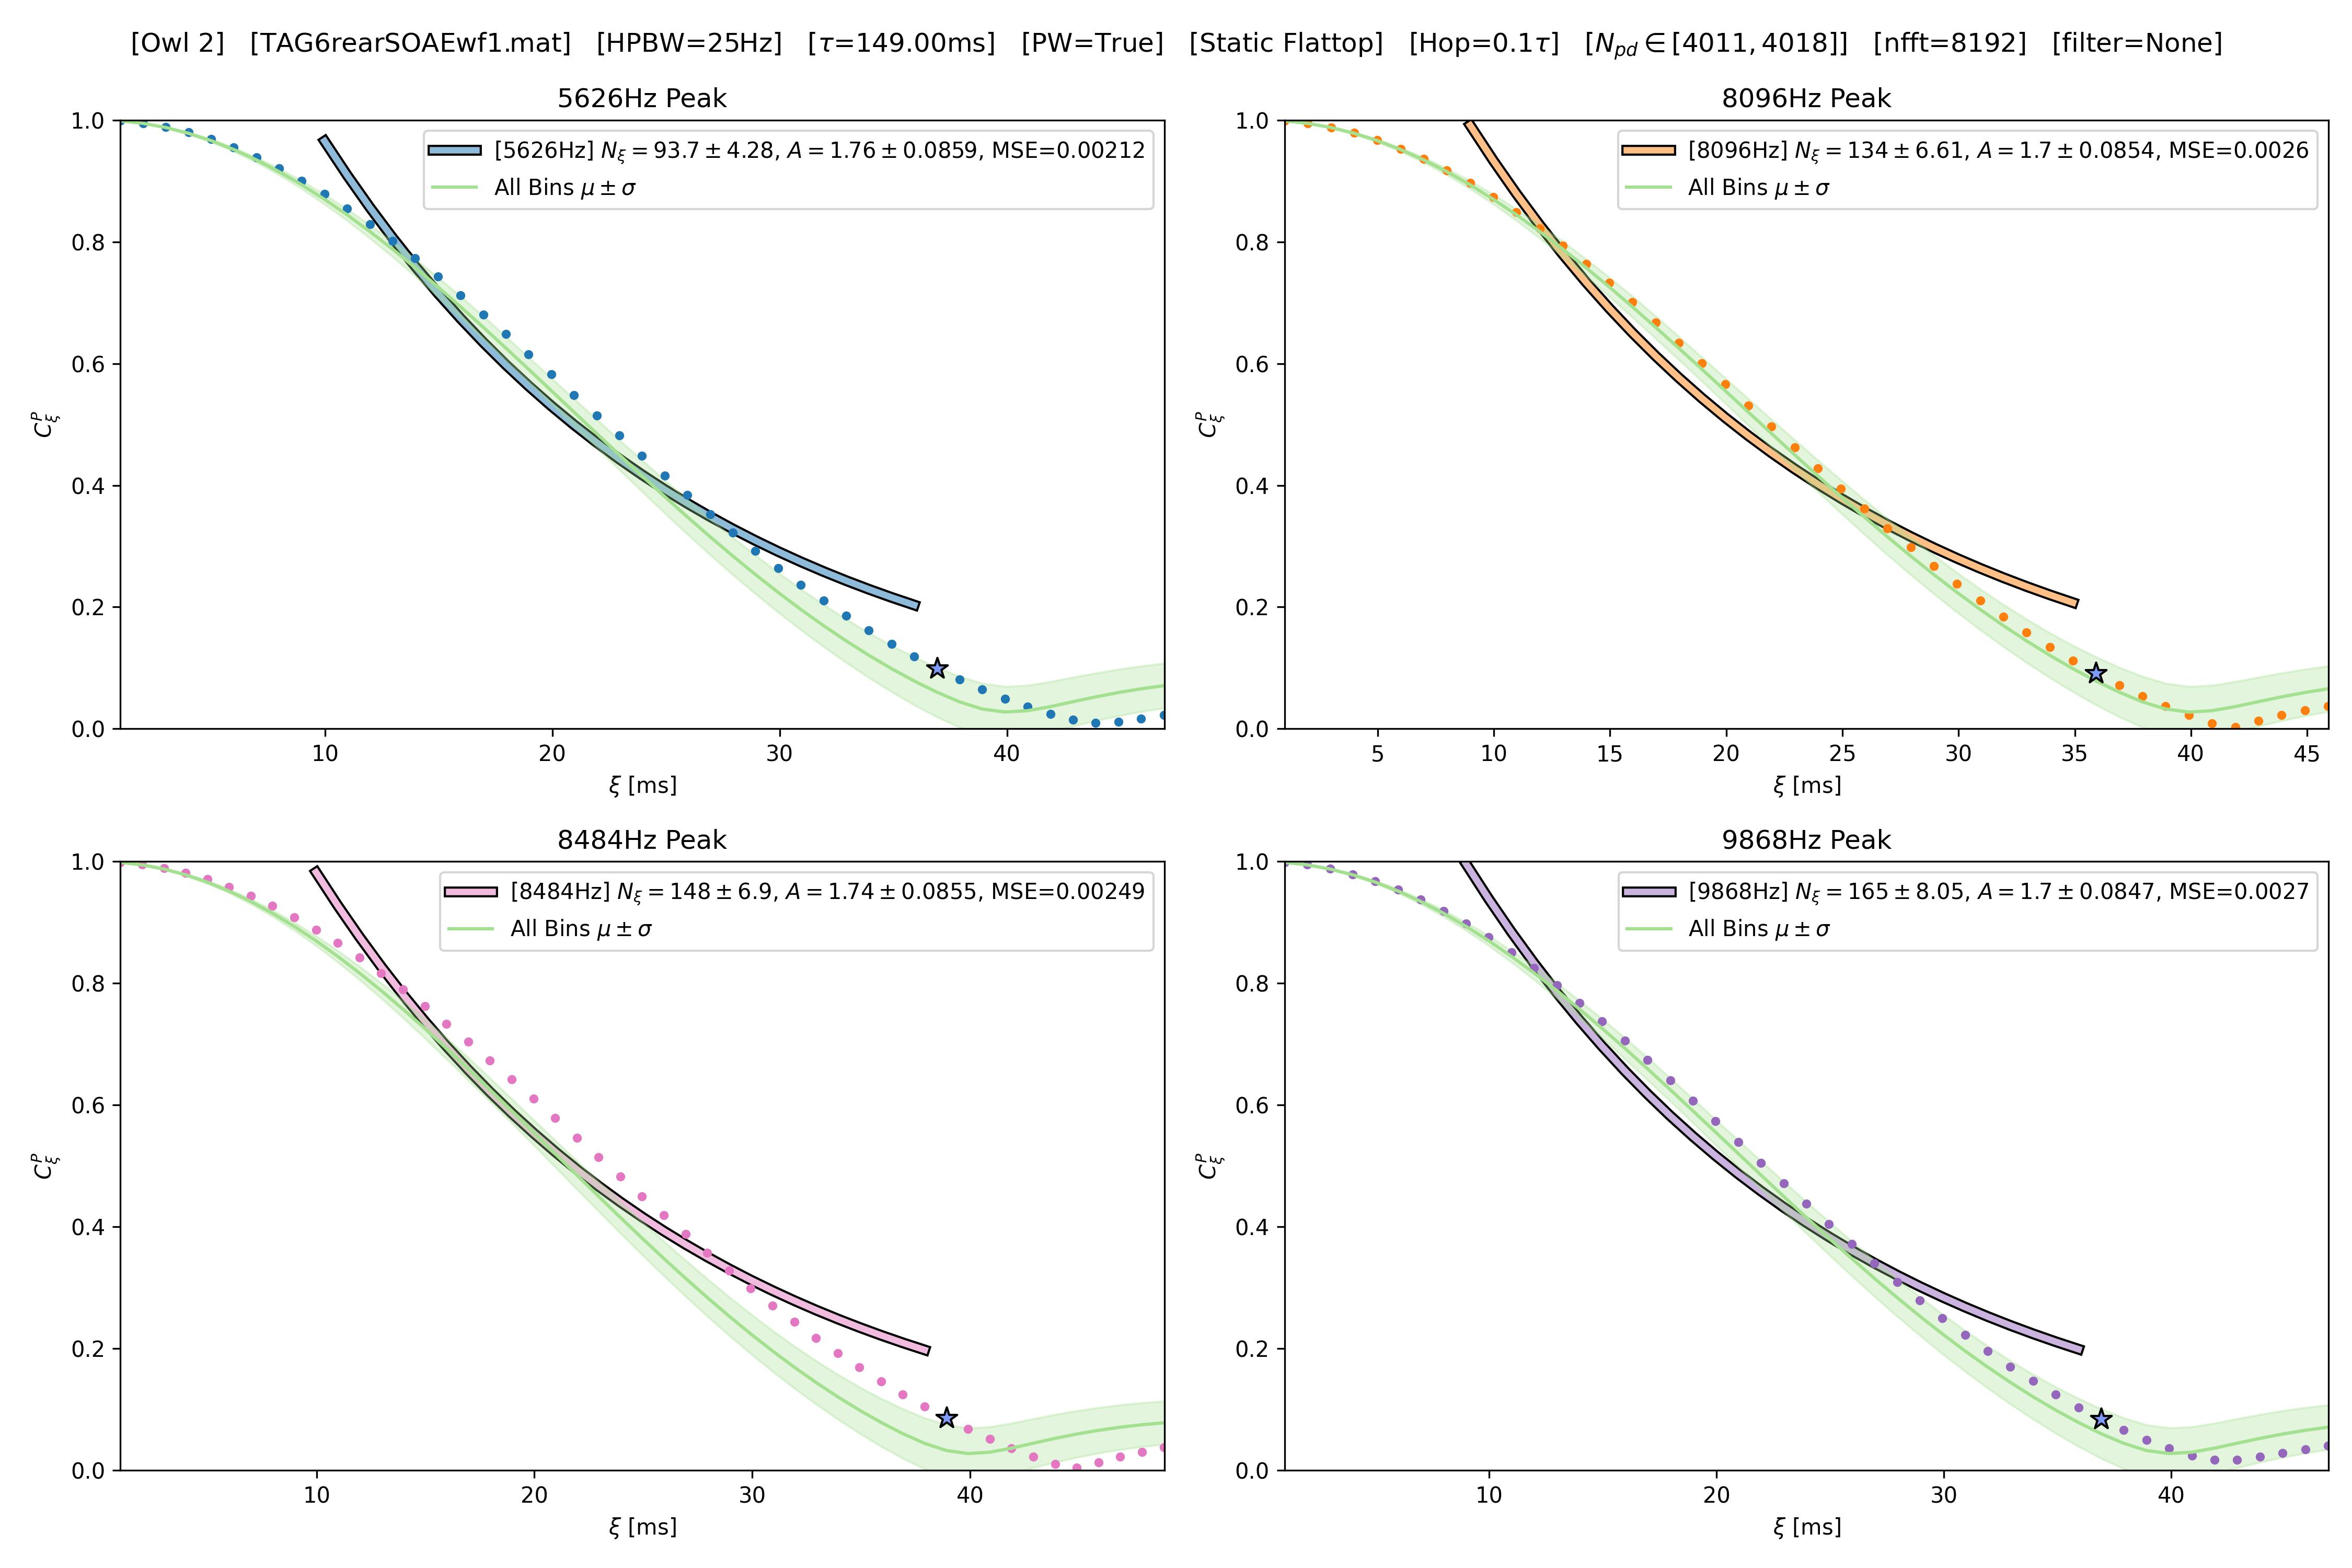 [Owl 2] [TAG6rearSOAEwf1.mat] [HPBW=25Hz] [τ=149.00ms] [PW=True] [Static Flattop] [Hop=0.1τ] [N_pd ∈ [4011, 4018]] [nfft=8192] [filter=None]
5626Hz Peak
1.0
0.8
0.6
0.4
0.2
0.0
C_ξ^P
[5626Hz] N_ξ = 93.7 ± 4.28, A = 1.76 ± 0.0859, MSE=0.00212
All Bins μ ± σ
10 20 30 40
ξ [ms]
8096Hz Peak
1.0
0.8
0.6
0.4
0.2
0.0
C_ξ^P
[8096Hz] N_ξ = 134 ± 6.61, A = 1.7 ± 0.0854, MSE=0.0026
All Bins μ ± σ
5 10 15 20 25 30 35 40 45
ξ [ms]
8484Hz Peak
1.0
0.8
0.6
0.4
0.2
0.0
C_ξ^P
[8484Hz] N_ξ = 148 ± 6.9, A = 1.74 ± 0.0855, MSE=0.00249
All Bins μ ± σ
10 20 30 40
ξ [ms]
9868Hz Peak
1.0
0.8
0.6
0.4
0.2
0.0
C_ξ^P
[9868Hz] N_ξ = 165 ± 8.05, A = 1.7 ± 0.0847, MSE=0.0027
All Bins μ ± σ
10 20 30 40
ξ [ms]